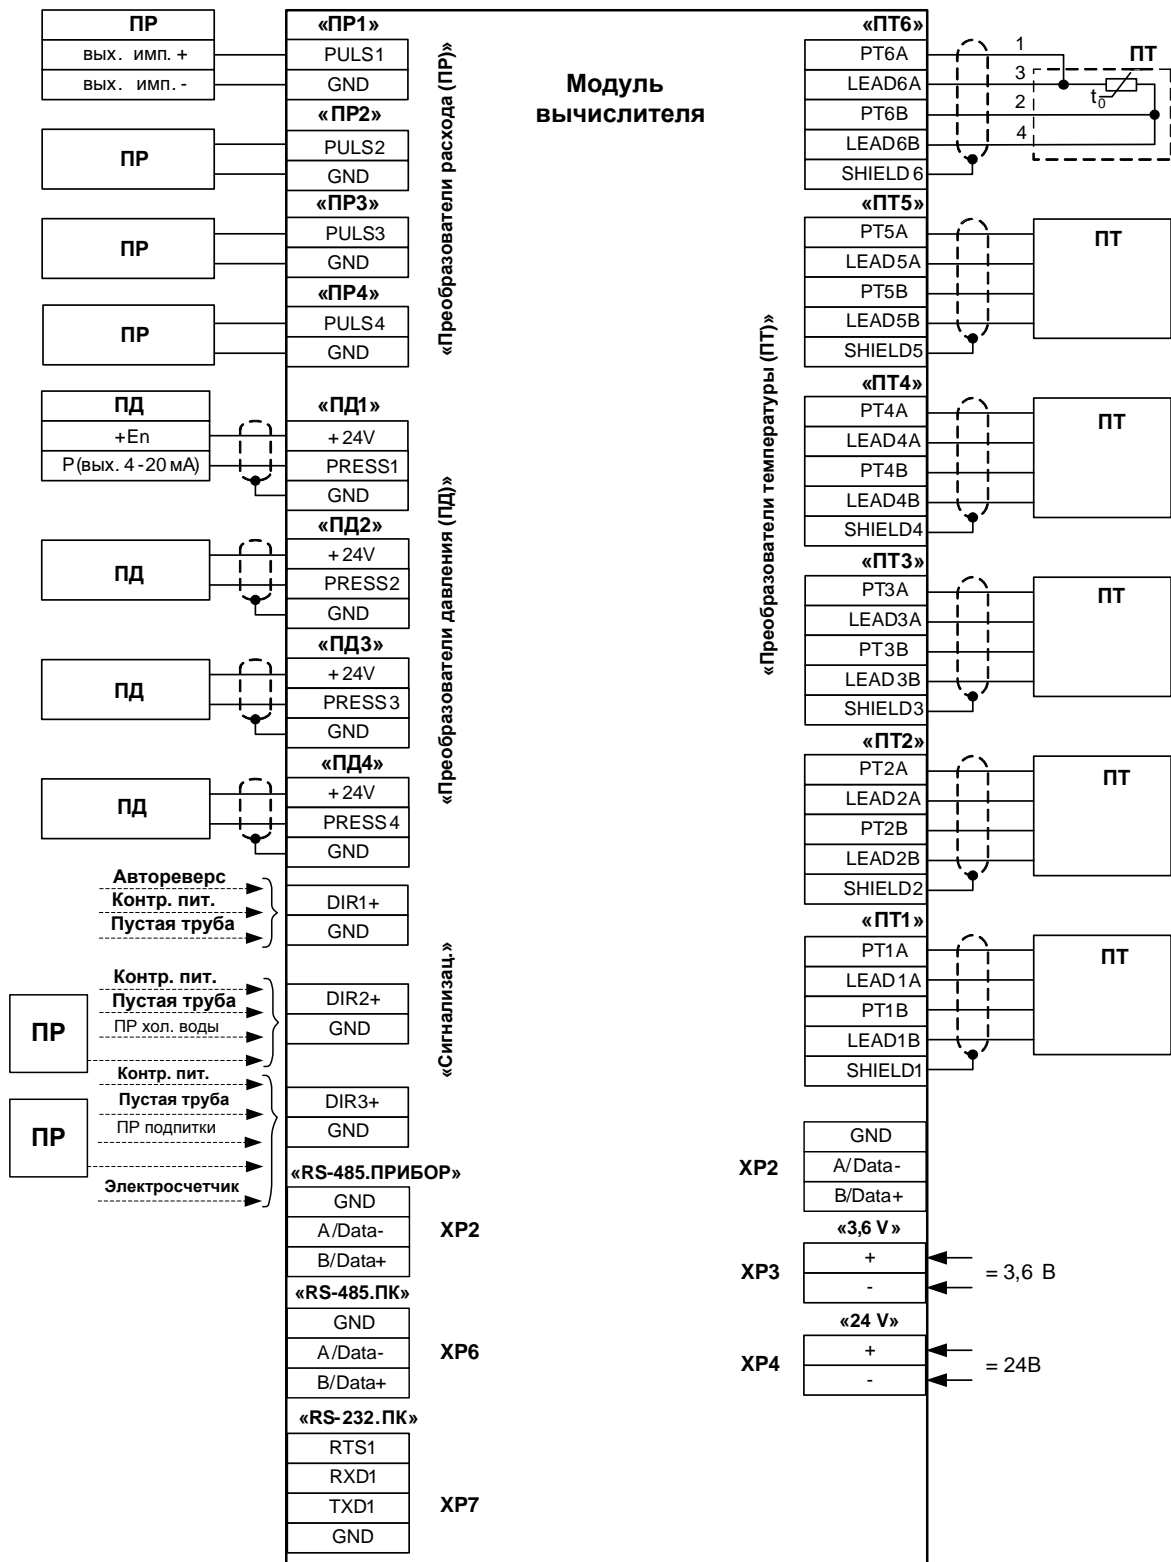 ПР
вых. имп. +
вых. имп. -
«ПР1»
PULS1
GND
«ПР2»
ПР
PULS2
GND
«ПР3»
ПР
PULS3
GND
«ПР4»
ПР
PULS4
GND
«Преобразователи расхода (ПР)»
ПД
+En
P(вых. 4-20 мА)
«ПД1»
+24V
PRESS1
GND
«ПД2»
ПД
+24V
PRESS2
GND
«ПД3»
ПД
+24V
PRESS3
GND
«ПД4»
ПД
+24V
PRESS4
GND
«Преобразователи давления (ПД)»
Автореверс
Контр. пит.
Пустая труба
DIR1+
GND
Контр. пит.
Пустая труба
ПР хол. воды
ПР
DIR2+
GND
Контр. пит.
Пустая труба
ПР подпитки
ПР
Электросчетчик
DIR3+
GND
«Сигнализац.»
«RS-485.ПРИБОР»
GND
A/Data-
B/Data+
XP2
«RS-485.ПК»
GND
A/Data-
B/Data+
XP6
«RS-232.ПК»
RTS1
RXD1
TXD1
GND
XP7
Модуль
вычислителя
«Преобразователи температуры (ПТ)»
«ПТ6»
PT6A
LEAD6A
PT6B
LEAD6B
SHIELD6
1
3
2
4
ПТ
t0
«ПТ5»
PT5A
LEAD5A
PT5B
LEAD5B
SHIELD5
ПТ
«ПТ4»
PT4A
LEAD4A
PT4B
LEAD4B
SHIELD4
ПТ
«ПТ3»
PT3A
LEAD3A
PT3B
LEAD3B
SHIELD3
ПТ
«ПТ2»
PT2A
LEAD2A
PT2B
LEAD2B
SHIELD2
ПТ
«ПТ1»
PT1A
LEAD1A
PT1B
LEAD1B
SHIELD1
ПТ
XP2
GND
A/Data-
B/Data+
«3,6 V»
XP3
+
-
= 3,6 В
«24 V»
XP4
+
-
= 24В